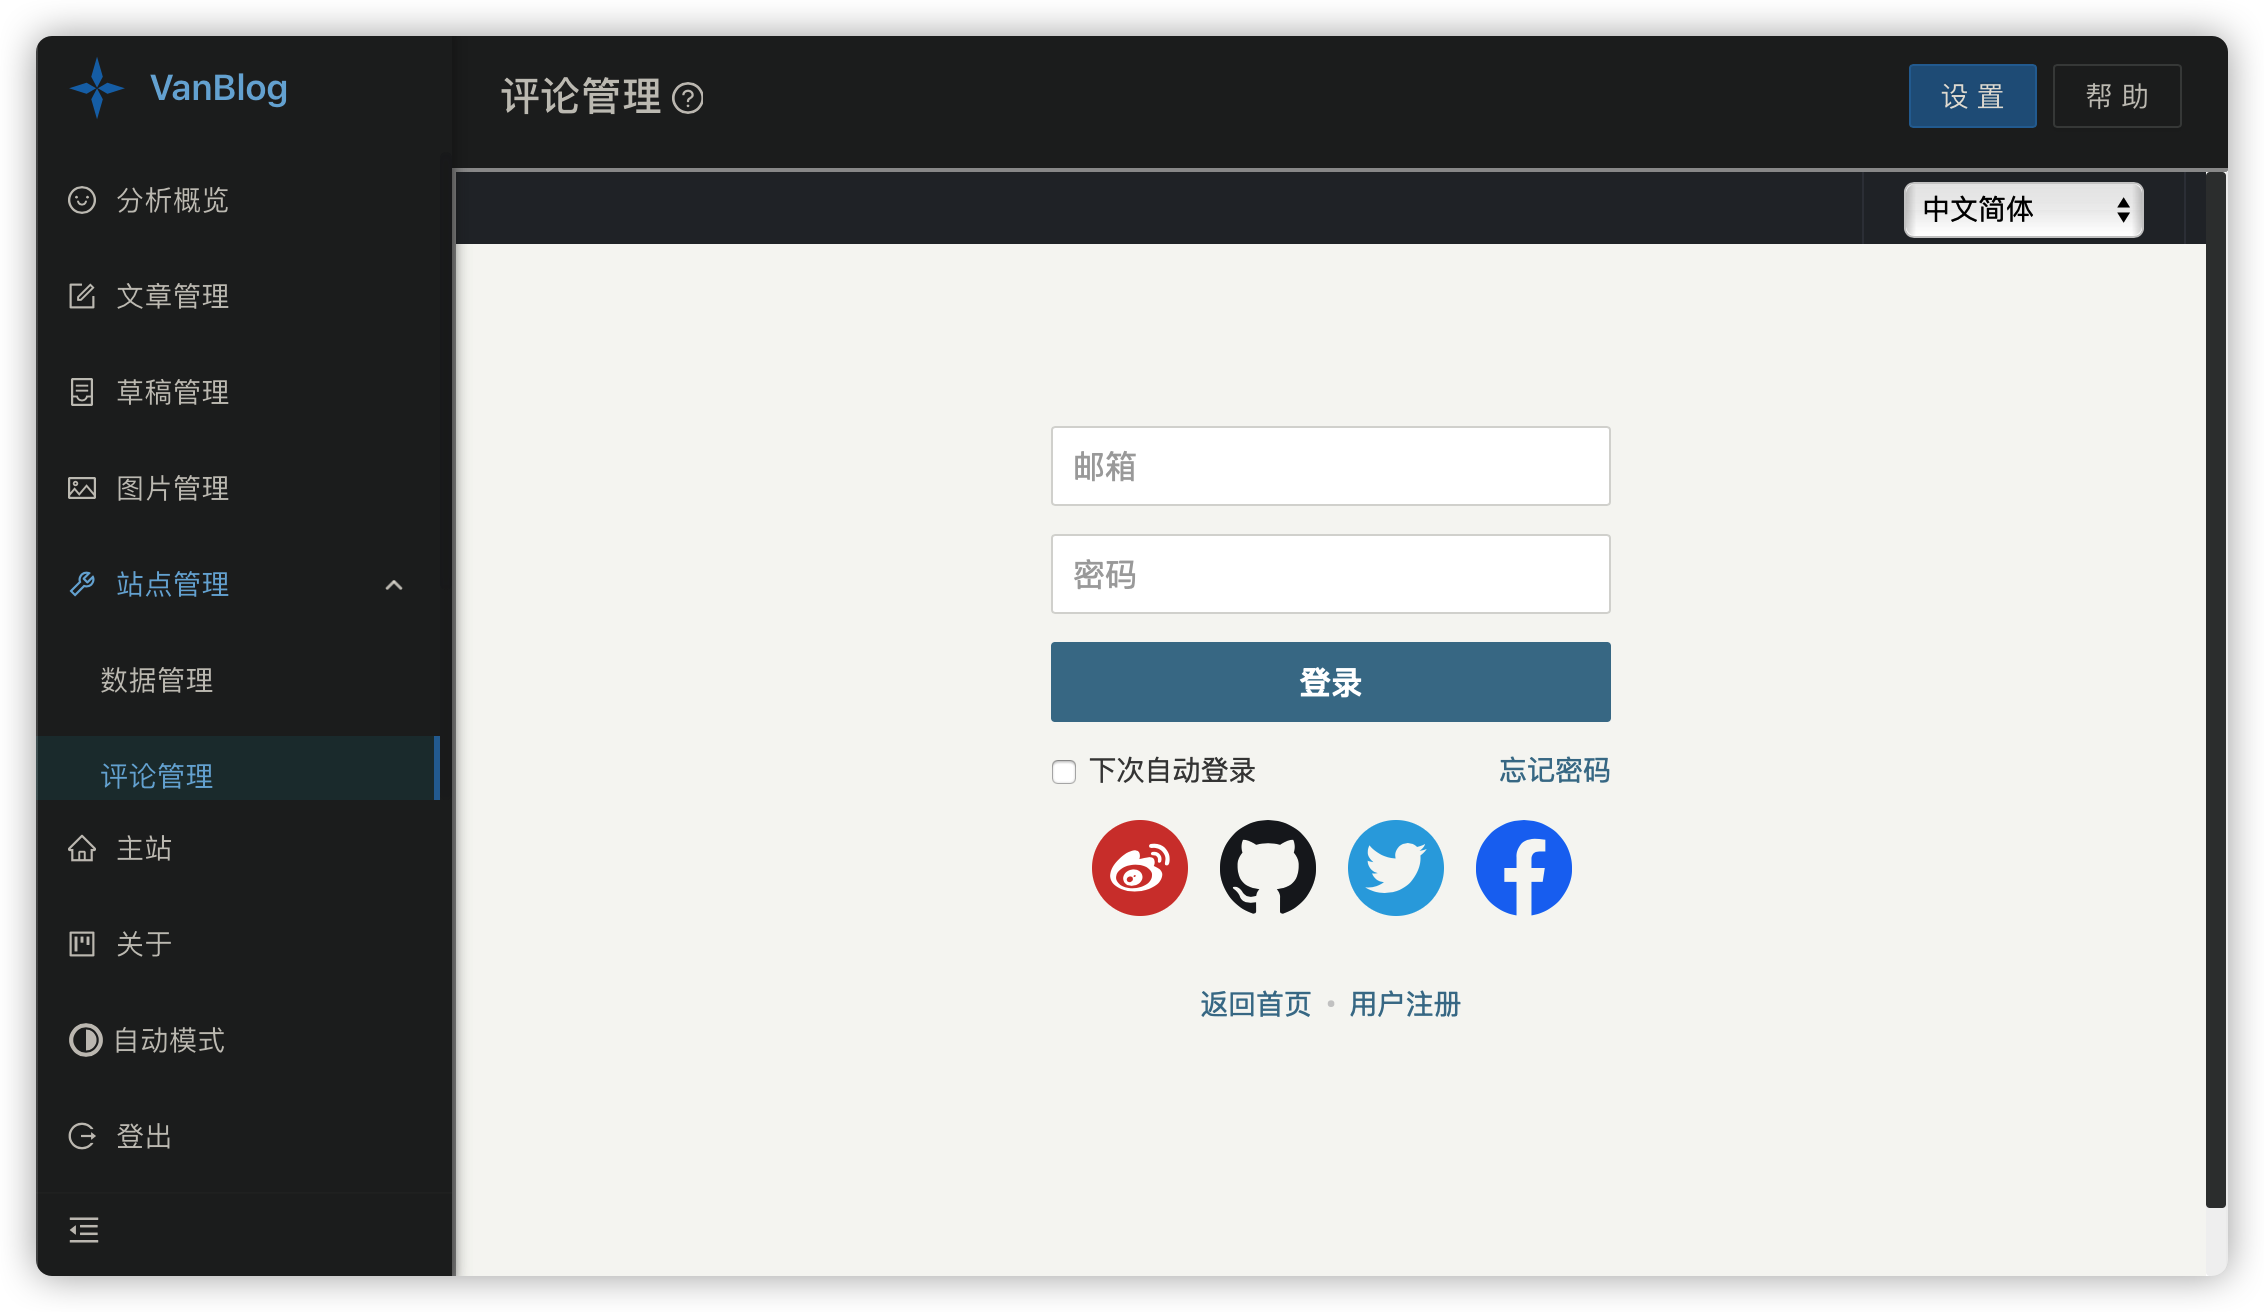 VanBlog
分析概览
文章管理
草稿管理
图片管理
站点管理
数据管理
评论管理
主站
关于
自动模式
登出
评论管理
设置
帮助
中文简体
邮箱
密码
登录
下次自动登录
忘记密码
返回首页 • 用户注册